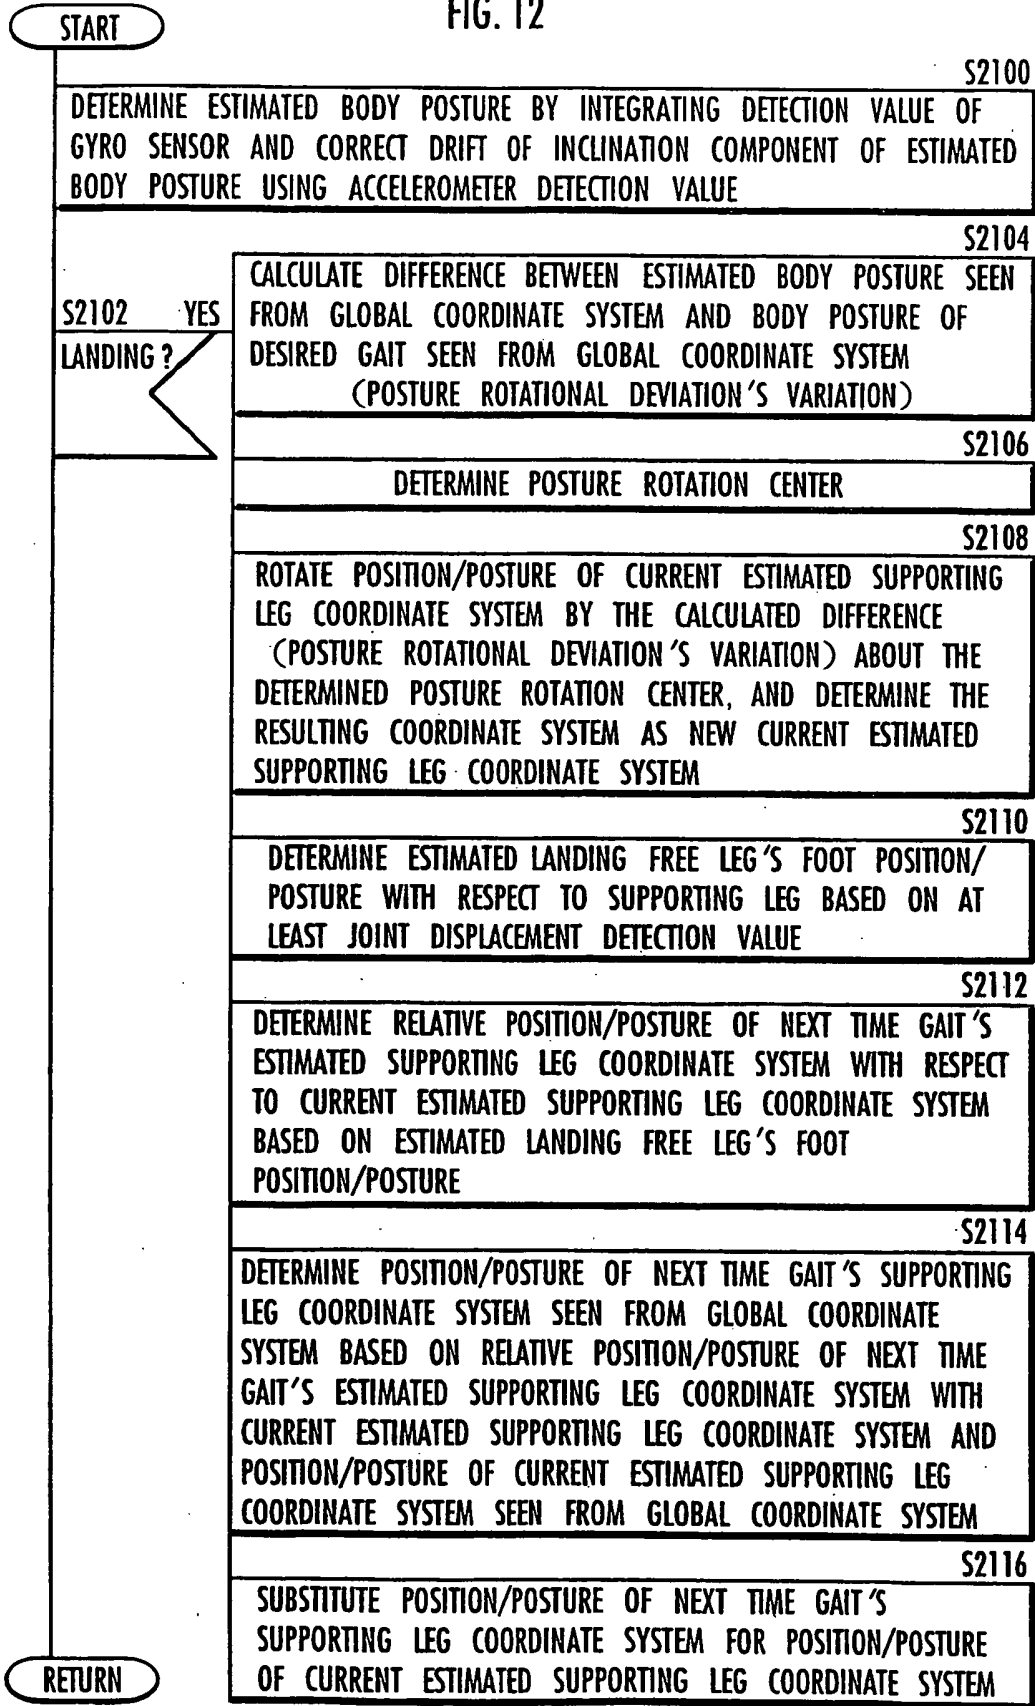 FIG. 12
START
S2100
DETERMINE ESTIMATED BODY POSTURE BY INTEGRATING DETECTION VALUE OF
GYRO SENSOR AND CORRECT DRIFT OF INCLINATION COMPONENT OF ESTIMATED
BODY POSTURE USING ACCELEROMETER DETECTION VALUE
S2102 YES
LANDING ?
S2104
CALCULATE DIFFERENCE BETWEEN ESTIMATED BODY POSTURE SEEN
FROM GLOBAL COORDINATE SYSTEM AND BODY POSTURE OF
DESIRED GAIT SEEN FROM GLOBAL COORDINATE SYSTEM
(POSTURE ROTATIONAL DEVIATION'S VARIATION)
S2106
DETERMINE POSTURE ROTATION CENTER
S2108
ROTATE POSITION/POSTURE OF CURRENT ESTIMATED SUPPORTING
LEG COORDINATE SYSTEM BY THE CALCULATED DIFFERENCE
(POSTURE ROTATIONAL DEVIATION'S VARIATION) ABOUT THE
DETERMINED POSTURE ROTATION CENTER, AND DETERMINE THE
RESULTING COORDINATE SYSTEM AS NEW CURRENT ESTIMATED
SUPPORTING LEG COORDINATE SYSTEM
S2110
DETERMINE ESTIMATED LANDING FREE LEG'S FOOT POSITION/
POSTURE WITH RESPECT TO SUPPORTING LEG BASED ON AT
LEAST JOINT DISPLACEMENT DETECTION VALUE
S2112
DETERMINE RELATIVE POSITION/POSTURE OF NEXT TIME GAIT'S
ESTIMATED SUPPORTING LEG COORDINATE SYSTEM WITH RESPECT
TO CURRENT ESTIMATED SUPPORTING LEG COORDINATE SYSTEM
BASED ON ESTIMATED LANDING FREE LEG'S FOOT
POSITION/POSTURE
S2114
DETERMINE POSITION/POSTURE OF NEXT TIME GAIT'S SUPPORTING
LEG COORDINATE SYSTEM SEEN FROM GLOBAL COORDINATE
SYSTEM BASED ON RELATIVE POSITION/POSTURE OF NEXT TIME
GAIT'S ESTIMATED SUPPORTING LEG COORDINATE SYSTEM WITH
CURRENT ESTIMATED SUPPORTING LEG COORDINATE SYSTEM AND
POSITION/POSTURE OF CURRENT ESTIMATED SUPPORTING LEG
COORDINATE SYSTEM SEEN FROM GLOBAL COORDINATE SYSTEM
S2116
SUBSTITUTE POSITION/POSTURE OF NEXT TIME GAIT'S
SUPPORTING LEG COORDINATE SYSTEM FOR POSITION/POSTURE
OF CURRENT ESTIMATED SUPPORTING LEG COORDINATE SYSTEM
RETURN